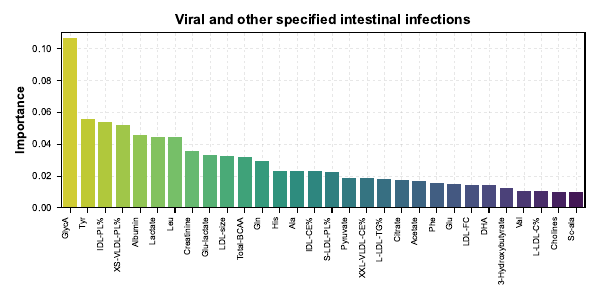 Viral and other specified intestinal infections
Importance
0.10
0.08
0.06
0.04
0.02
0.00
GlycA
Tyr
IDL-PL%
XS-VLDL-PL%
Albumin
Lactate
Leu
Creatinine
Glu-lactate
LDL-size
Total-BCAA
Gln
His
Ala
IDL-CE%
S-LDL-PL%
Pyruvate
XXL-VLDL-CE%
L-LDL-TG%
Citrate
Acetate
Phe
LDL-FC
DHA
3-Hydroxybutyrate
Val
L-LDL-C%
Cholines